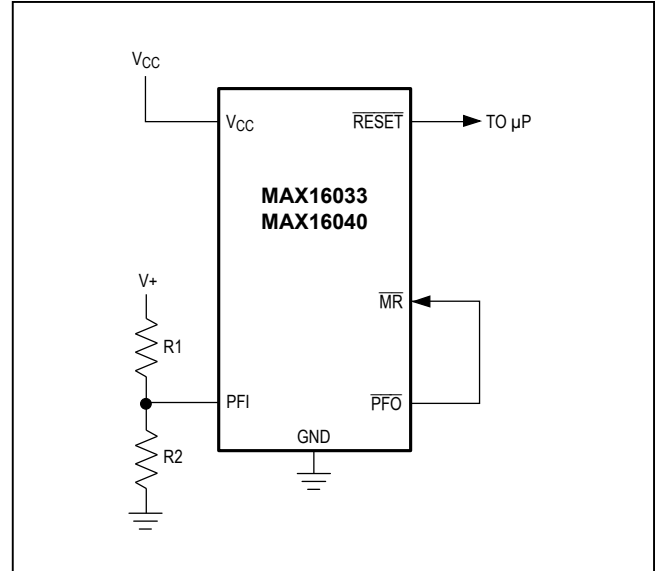 VCC
VCC
RESET
TO µP
MAX16033
MAX16040
V+
MR
R1
PFI
PFO
GND
R2